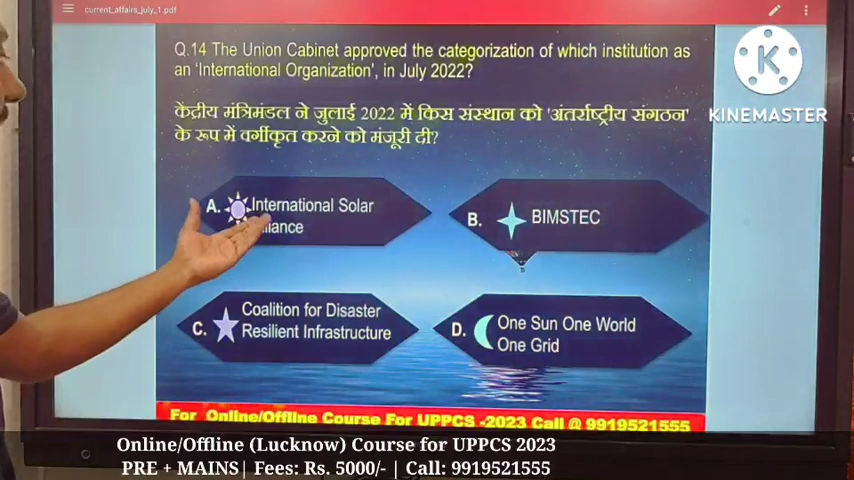 current_affairs_july_1.pdf
Q.14 The Union Cabinet approved the categorization of which institution as
an 'International Organization', in July 2022?
केंद्रीय मंत्रिमंडल ने जुलाई 2022 में किस संस्थान को 'अंतर्राष्ट्रीय संगठन'
के रूप में वर्गीकृत करने को मंजूरी दी?
K
KINEMASTER
A. International Solar
B. BIMSTEC
C. Coalition for Disaster
Resilient Infrastructure
D. One Sun One World
One Grid
For Online/Offline Course For UPPCS -2023 Call @ 9919521555
Online/Offline (Lucknow) Course for UPPCS 2023
PRE + MAINS| Fees: Rs. 5000/- | Call: 9919521555